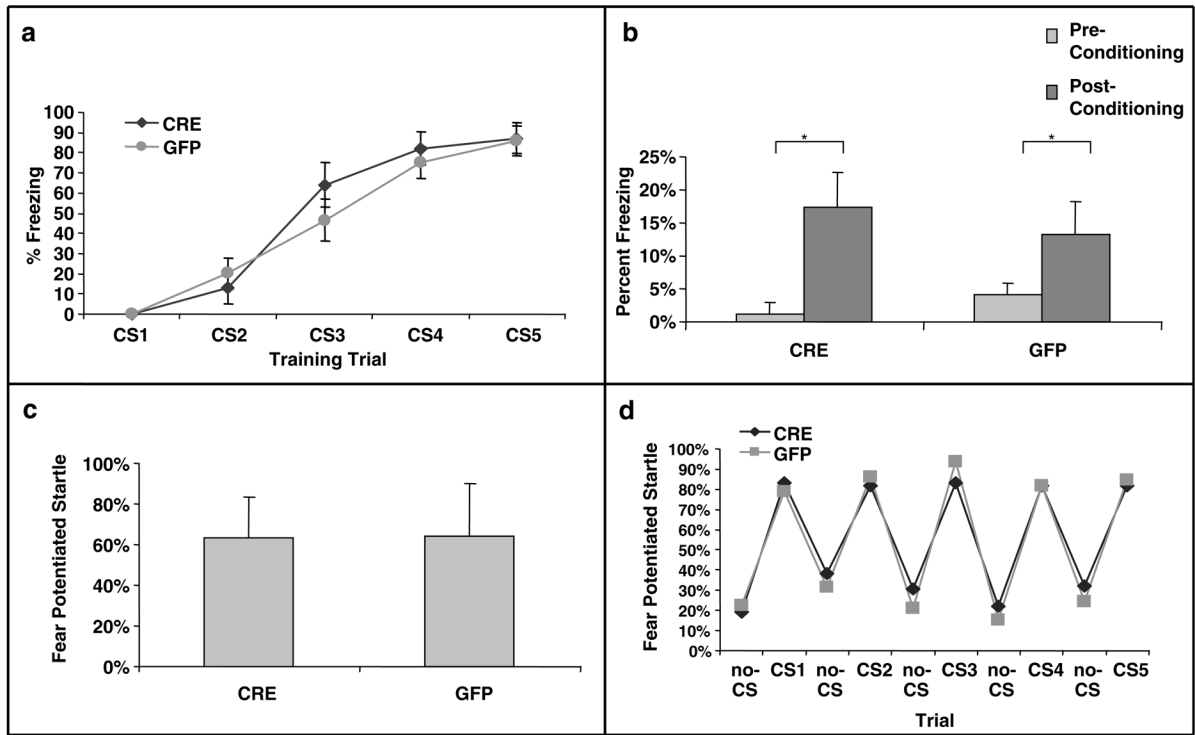 a
100
90
80
70
60
50
40
30
20
10
0
% Freezing
CRE
GFP
CS1 CS2 CS3 CS4 CS5
Training Trial
b
Pre-
Conditioning
Post-
Conditioning
* *
25%
20%
15%
10%
5%
0%
Percent Freezing
CRE GFP
c
100%
80%
60%
40%
20%
0%
Fear Potentiated Startle
CRE GFP
d
CRE
GFP
100%
90%
80%
70%
60%
50%
40%
30%
20%
10%
0%
Fear Potentiated Startle
no- CS1 no- CS2 no- CS3 no- CS4 no- CS5
CS CS CS CS CS
Trial